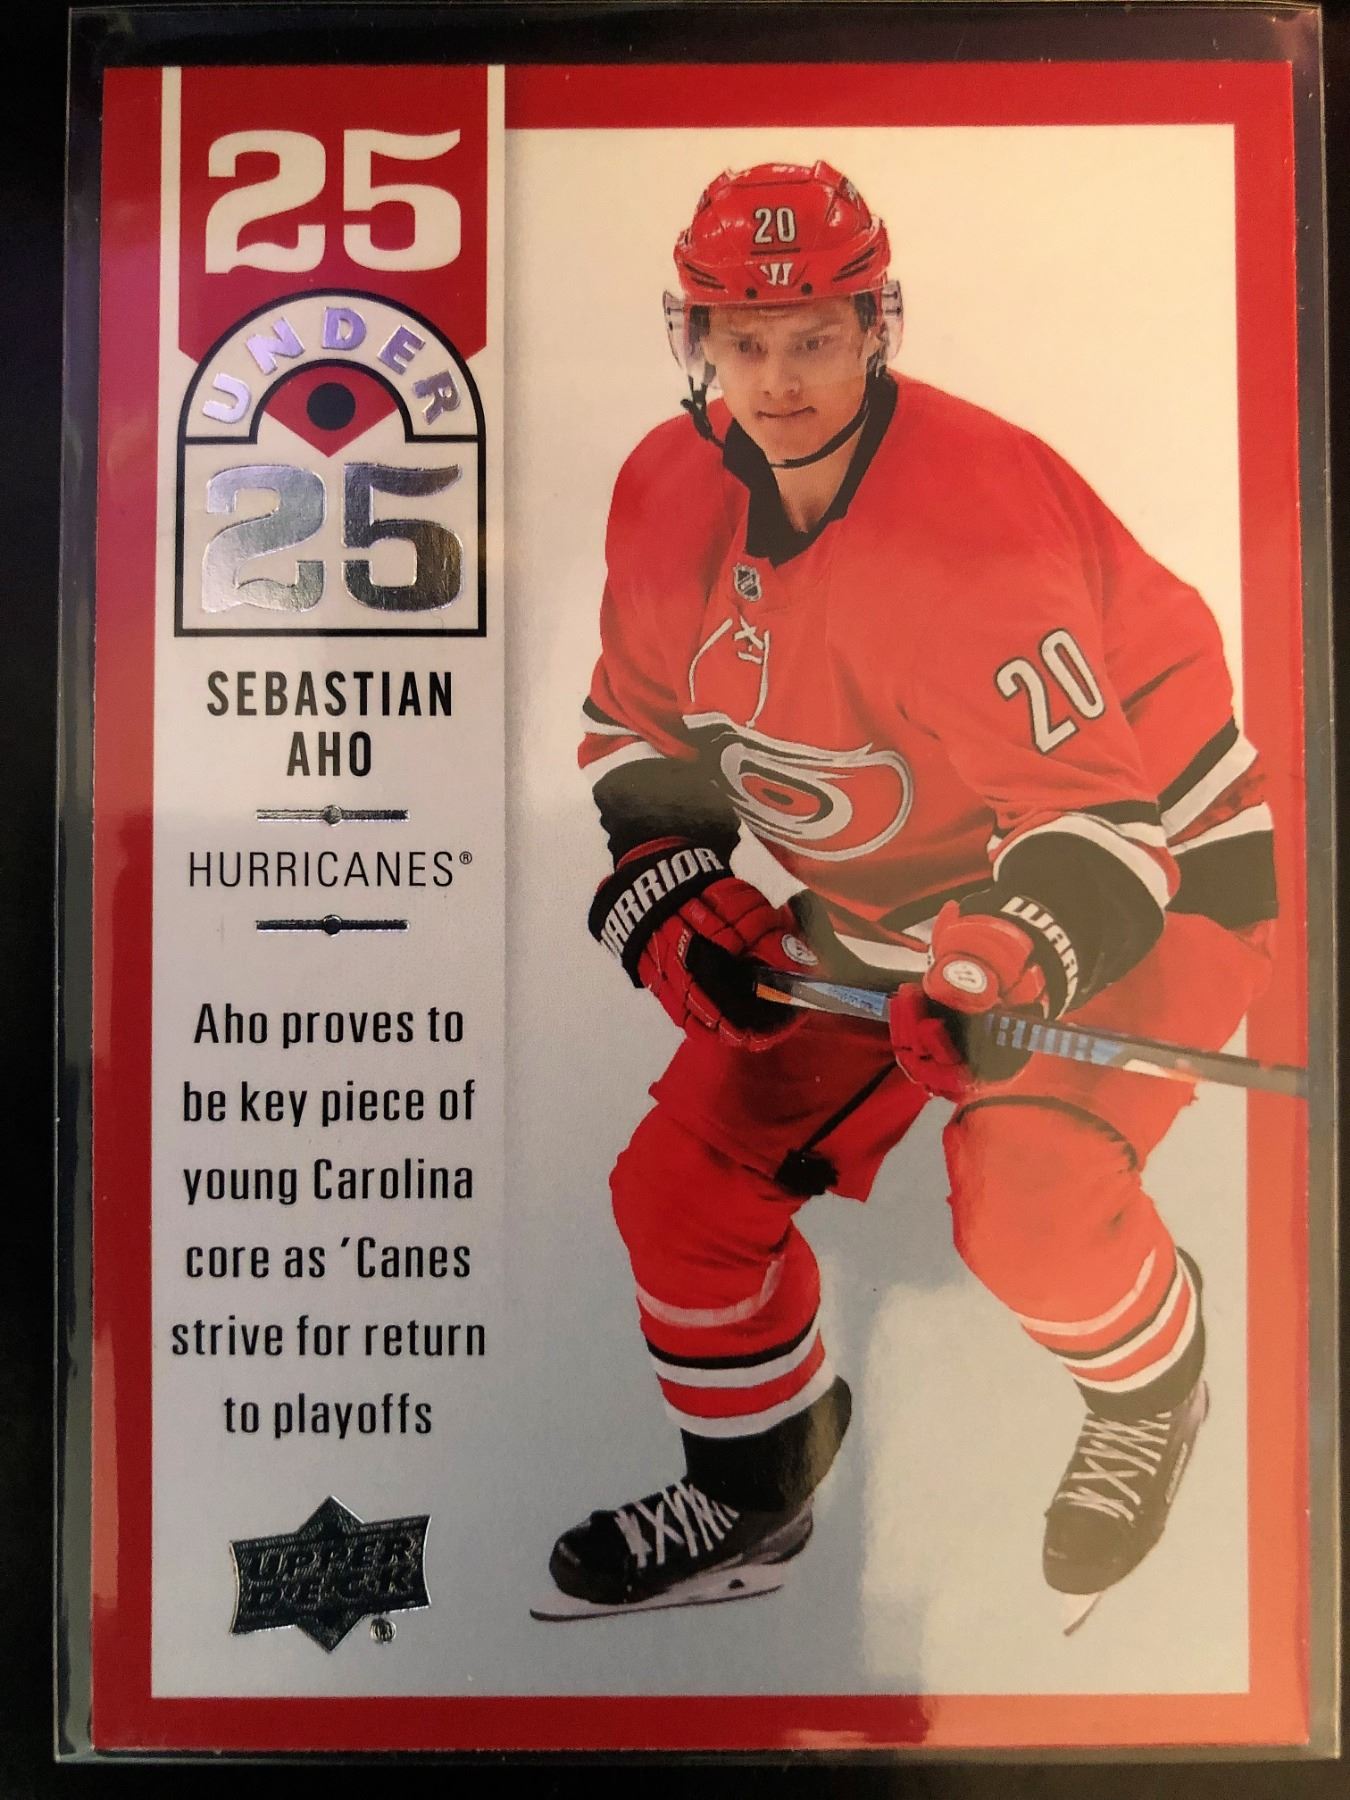 25
UNDER
25
SEBASTIAN
AHO
HURRICANES®
Aho proves to
be key piece of
young Carolina
core as 'Canes
strive for return
to playoffs
UPPER
DECK®
20
20
WARRIOR
WARR